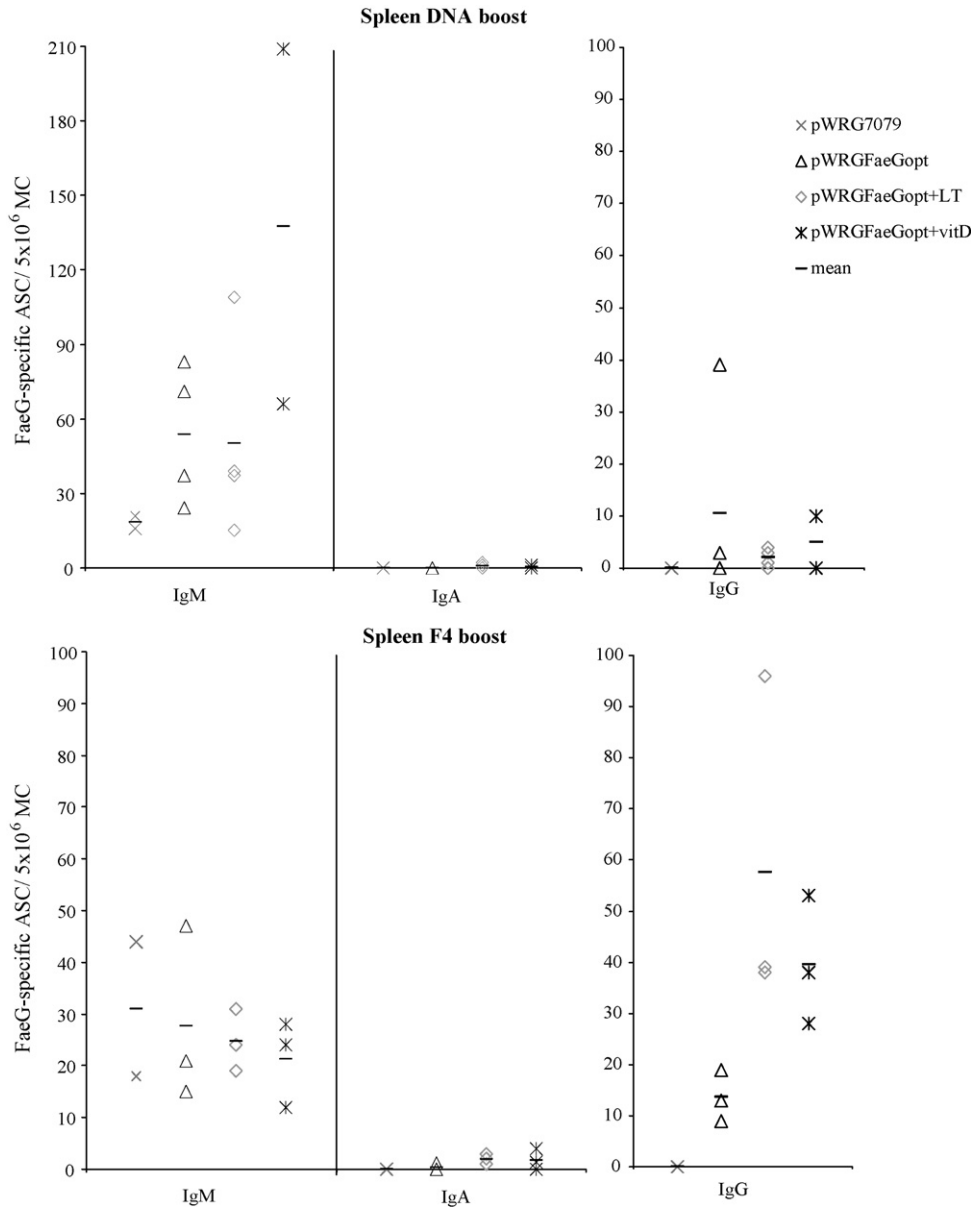 Spleen DNA boost
FaeG-specific ASC/ 5x10⁶ MC
210
180
150
120
90
60
30
0
IgM
IgA
100
90
80
70
60
50
40
30
20
10
0
IgG
pWRG7079
pWRGFaeGopt
pWRGFaeGopt+LT
pWRGFaeGopt+vitD
mean
Spleen F4 boost
FaeG-specific ASC/ 5x10⁶ MC
100
90
80
70
60
50
40
30
20
10
0
IgM
IgA
100
90
80
70
60
50
40
30
20
10
0
IgG